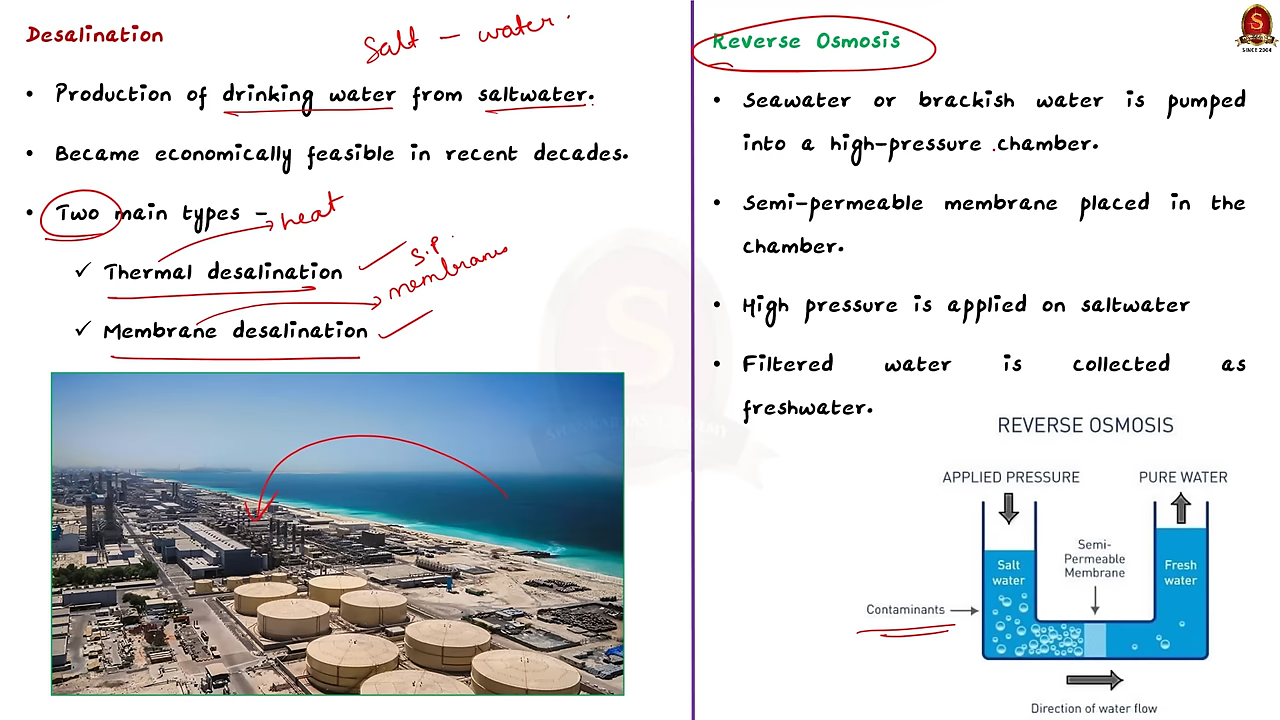 Desalination
Salt - water.
• Production of drinking water from saltwater.
• Became economically feasible in recent decades.
• Two main types -
heat
✓ Thermal desalination
S.P.
membranes
✓ Membrane desalination
Reverse Osmosis
• Seawater or brackish water is pumped
into a high-pressure chamber.
• Semi-permeable membrane placed in the
chamber.
• High pressure is applied on saltwater
• Filtered water is collected as
freshwater.
REVERSE OSMOSIS
APPLIED PRESSURE
PURE WATER
Semi-
Permeable
Membrane
Salt
water
Fresh
water
Contaminants
Direction of water flow
S
SINCE 2004